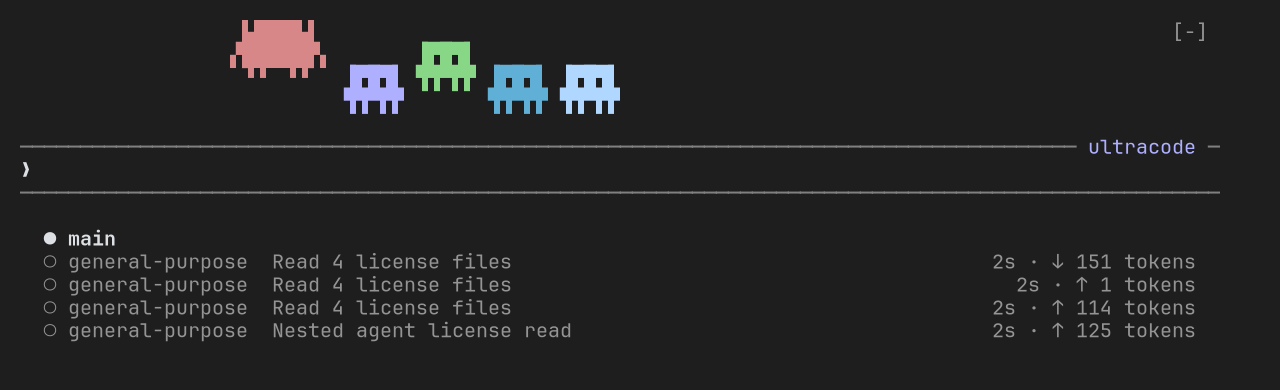 [-]
ultracode
❯
● main
○ general-purpose  Read 4 license files  2s · ↓ 151 tokens
○ general-purpose  Read 4 license files  2s · ↑ 1 tokens
○ general-purpose  Read 4 license files  2s · ↑ 114 tokens
○ general-purpose  Nested agent license read  2s · ↑ 125 tokens